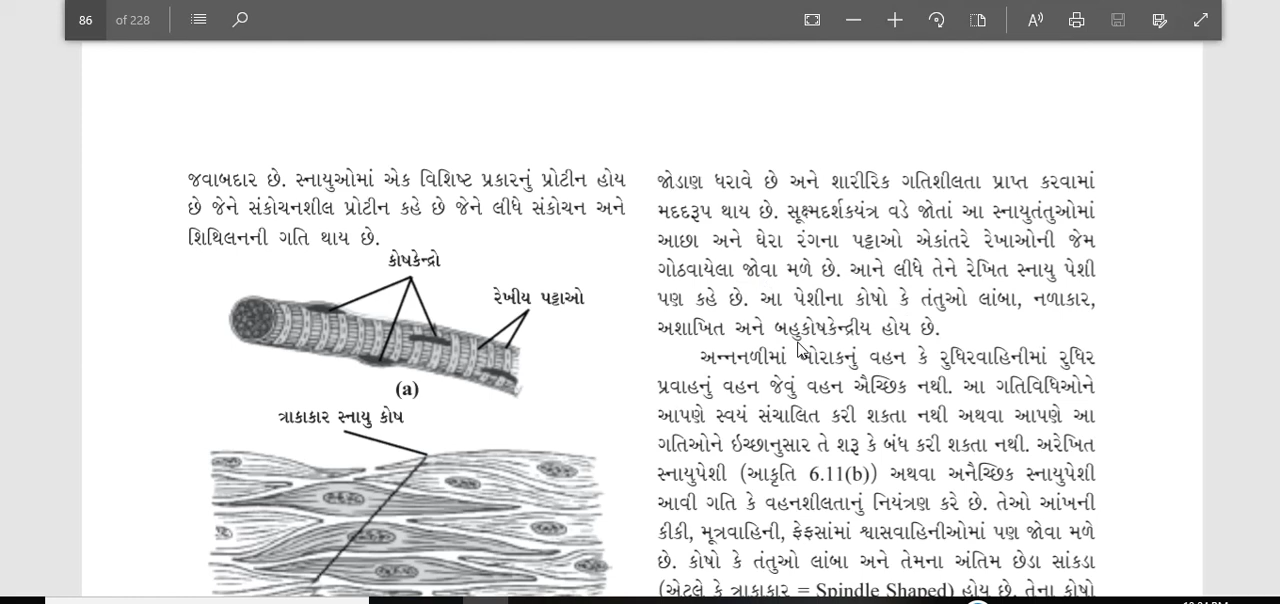 86 of 228
જવાબદાર છે. સ્નાયુઓમાં એક વિશિષ્ટ પ્રકારનું પ્રોટીન હોય
છે જેને સંકોચનશીલ પ્રોટીન કહે છે જેને લીધે સંકોચન અને
શિથિલનની ગતિ થાય છે.
કોષકેન્દ્રો
રેખીય પટ્ટાઓ
(a)
ત્રાકાકાર સ્નાયુ કોષ
જોડાણ ધરાવે છે અને શારીરિક ગતિશીલતા પ્રાપ્ત કરવામાં
મદદરૂપ થાય છે. સૂક્ષ્મદર્શકયંત્ર વડે જોતાં આ સ્નાયુતંતુઓમાં
આછા અને ઘેરા રંગના પટ્ટાઓ એકાંતરે રેખાઓની જેમ
ગોઠવાયેલા જોવા મળે છે. આને લીધે તેને રેખિત સ્નાયુ પેશી
પણ કહે છે. આ પેશીના કોષો કે તંતુઓ લાંબા, નળાકાર,
અશાખિત અને બહુકોષકેન્દ્રીય હોય છે.
અન્નનળીમાં ખોરાકનું વહન કે રુધિરવાહિનીમાં રુધિર
પ્રવાહનું વહન જેવું વહન ઐચ્છિક નથી. આ ગતિવિધિઓને
આપણે સ્વયં સંચાલિત કરી શકતા નથી અથવા આપણે આ
ગતિઓને ઇચ્છાનુસાર તે શરૂ કે બંધ કરી શકતા નથી. અરેખિત
સ્નાયુપેશી (આકૃતિ 6.11(b)) અથવા અનૈચ્છિક સ્નાયુપેશી
આવી ગતિ કે વહનશીલતાનું નિયંત્રણ કરે છે. તેઓ આંખની
કીકી, મૂત્રવાહિની, ફેફસાંમાં શ્વાસવાહિનીઓમાં પણ જોવા મળે
છે. કોષો કે તંતુઓ લાંબા અને તેમના અંતિમ છેડા સાંકડા
(એટલે કે ત્રાકાકાર = Spindle Shaped) હોય છે. તેના કોષો